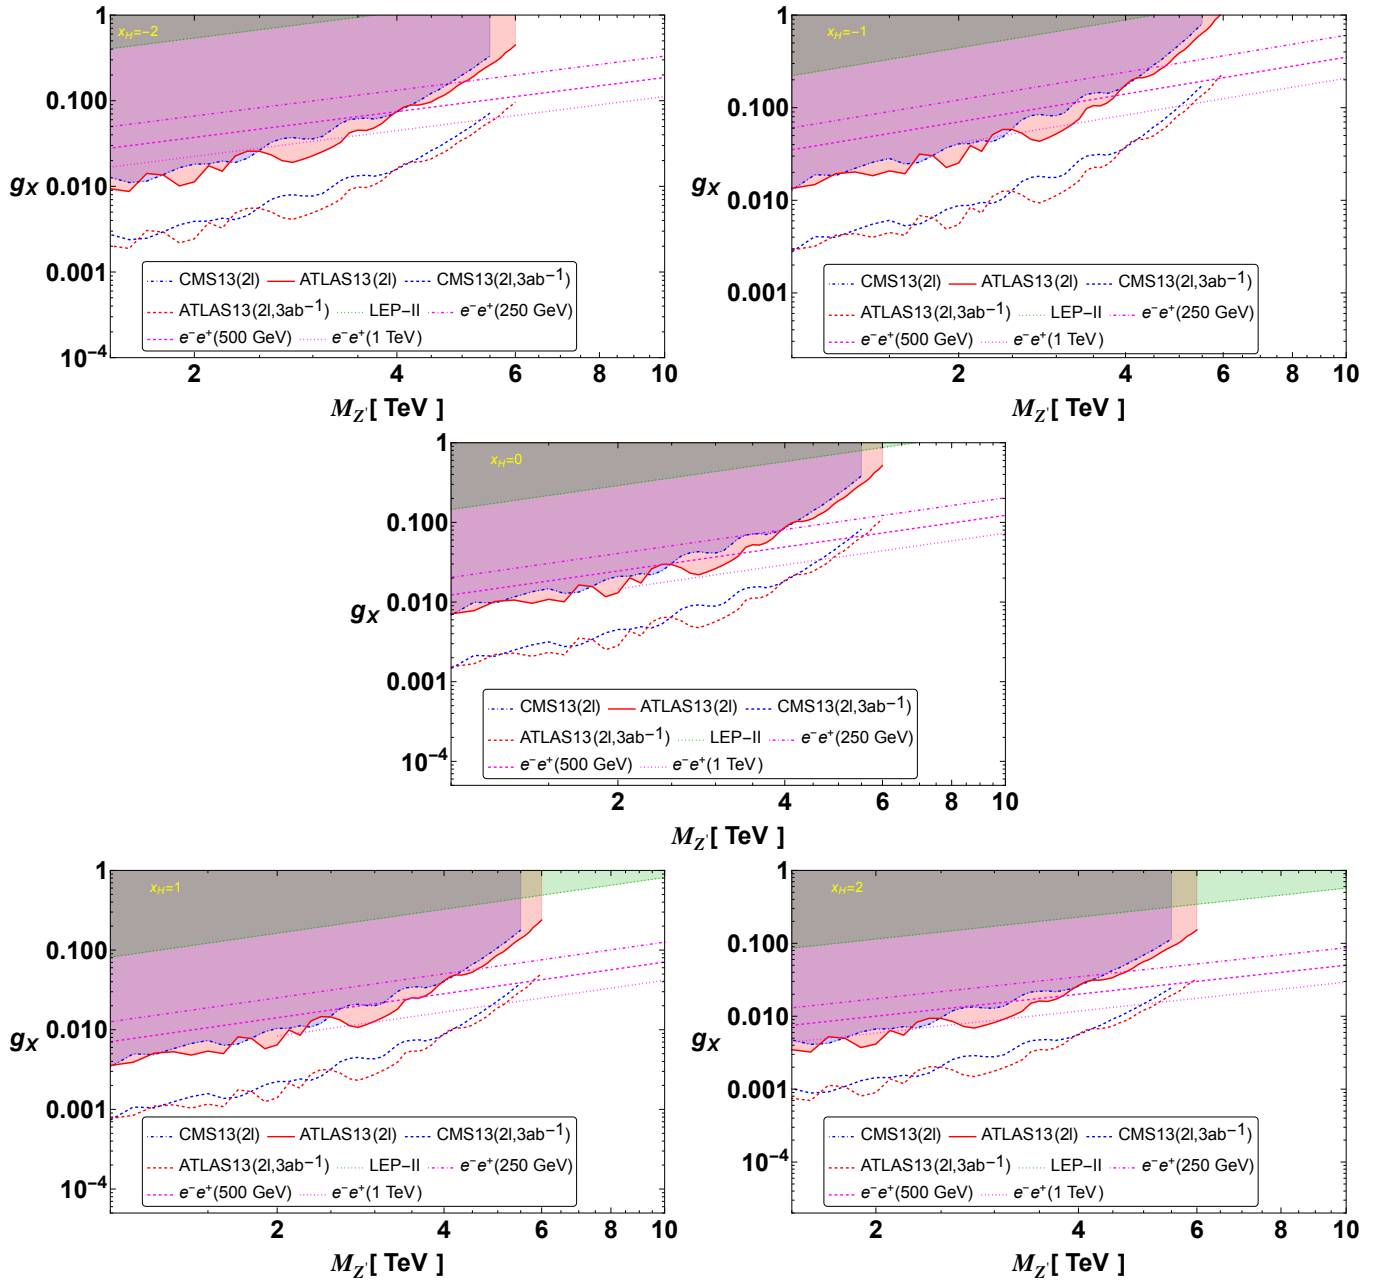 x_H=-2
1
0.100
0.010
0.001
10⁻⁴
g_X
2 4 6 8 10
M_Z'[ TeV ]
CMS13(2l) ATLAS13(2l) CMS13(2l,3ab⁻¹)
ATLAS13(2l,3ab⁻¹) LEP-II e⁻e⁺(250 GeV)
e⁻e⁺(500 GeV) e⁻e⁺(1 TeV)
x_H=-1
1
0.100
0.010
0.001
g_X
2 4 6 8 10
M_Z'[ TeV ]
CMS13(2l) ATLAS13(2l) CMS13(2l,3ab⁻¹)
ATLAS13(2l,3ab⁻¹) LEP-II e⁻e⁺(250 GeV)
e⁻e⁺(500 GeV) e⁻e⁺(1 TeV)
x_H=0
1
0.100
0.010
0.001
10⁻⁴
g_X
2 4 6 8 10
M_Z'[ TeV ]
CMS13(2l) ATLAS13(2l) CMS13(2l,3ab⁻¹)
ATLAS13(2l,3ab⁻¹) LEP-II e⁻e⁺(250 GeV)
e⁻e⁺(500 GeV) e⁻e⁺(1 TeV)
x_H=1
1
0.100
0.010
0.001
10⁻⁴
g_X
2 4 6 8 10
M_Z'[ TeV ]
CMS13(2l) ATLAS13(2l) CMS13(2l,3ab⁻¹)
ATLAS13(2l,3ab⁻¹) LEP-II e⁻e⁺(250 GeV)
e⁻e⁺(500 GeV) e⁻e⁺(1 TeV)
x_H=2
1
0.100
0.010
0.001
10⁻⁴
g_X
2 4 6 8 10
M_Z'[ TeV ]
CMS13(2l) ATLAS13(2l) CMS13(2l,3ab⁻¹)
ATLAS13(2l,3ab⁻¹) LEP-II e⁻e⁺(250 GeV)
e⁻e⁺(500 GeV) e⁻e⁺(1 TeV)